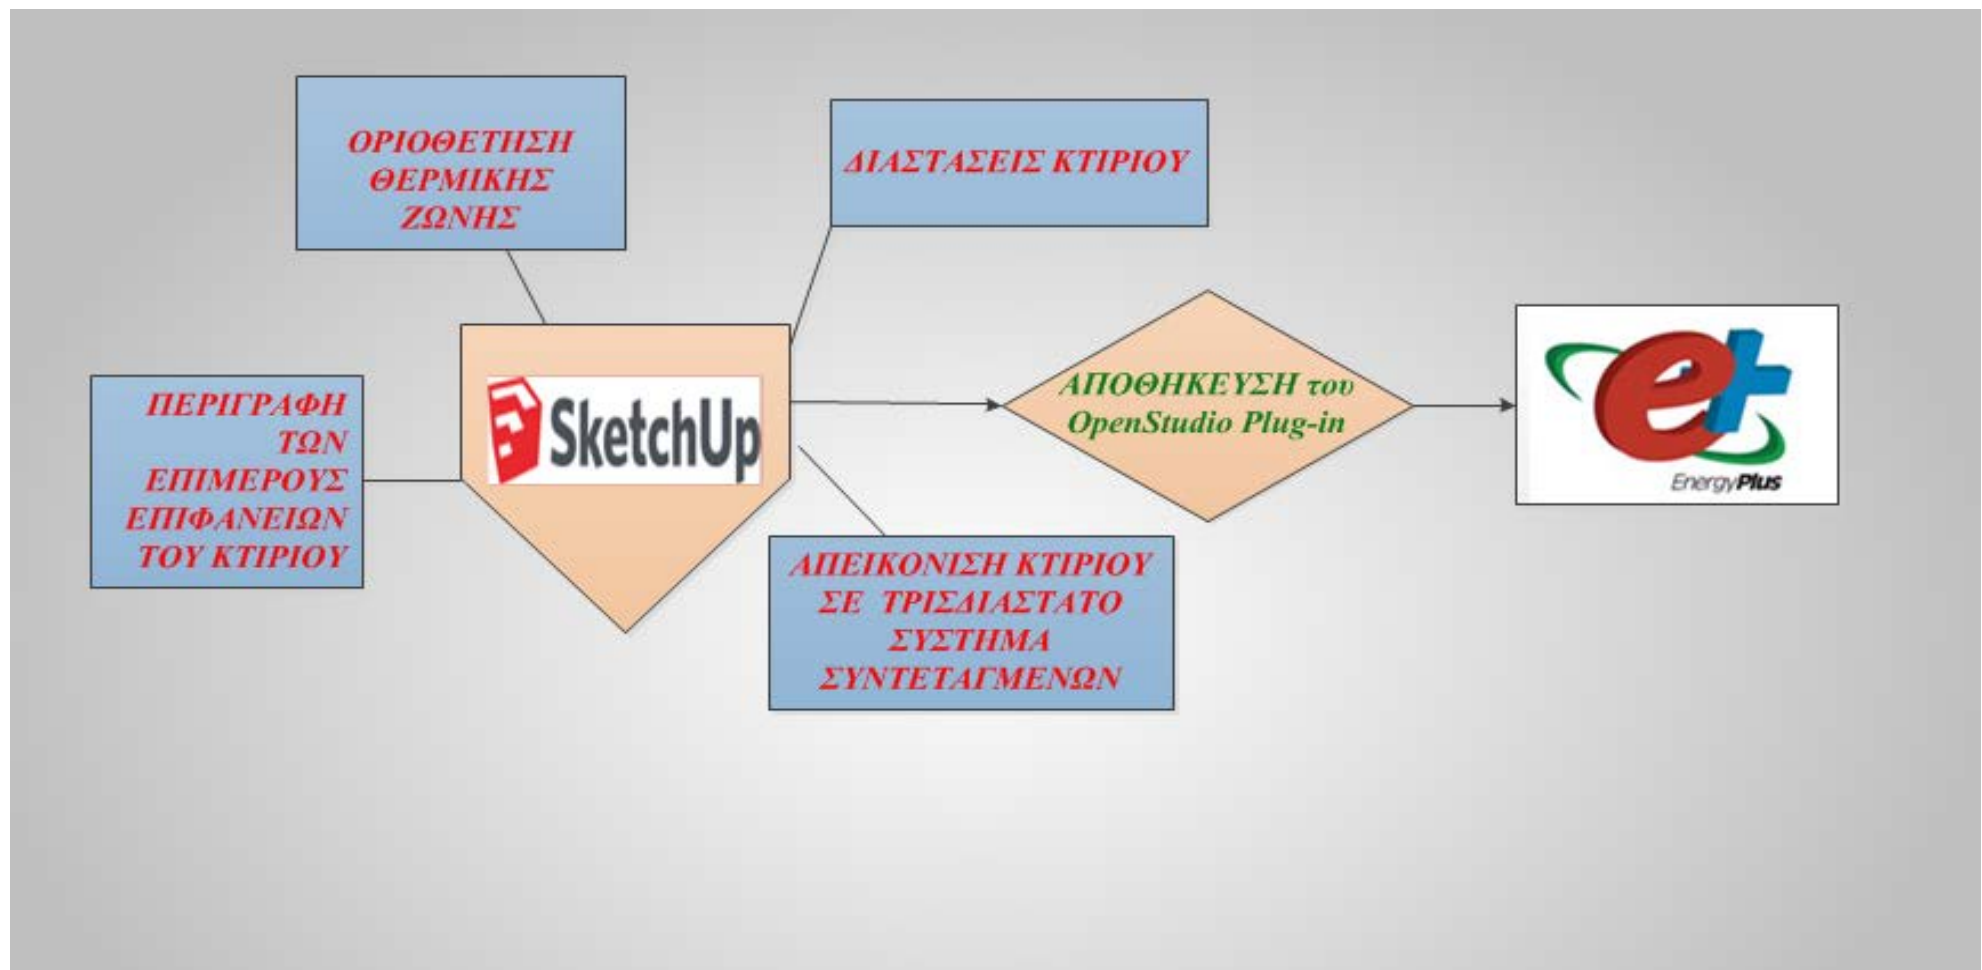 ΟΡΙΟΘΕΤΗΣΗ
ΘΕΡΜΙΚΗΣ
ΖΩΝΗΣ
ΔΙΑΣΤΑΣΕΙΣ ΚΤΙΡΙΟΥ
ΠΕΡΙΓΡΑΦΗ
ΤΩΝ
ΕΠΙΜΕΡΟΥΣ
ΕΠΙΦΑΝΕΙΩΝ
ΤΟΥ ΚΤΙΡΙΟΥ
SketchUp
ΑΠΟΘΗΚΕΥΣΗ του
OpenStudio Plug-in
e+
EnergyPlus
ΑΠΕΙΚΟΝΙΣΗ ΚΤΙΡΙΟΥ
ΣΕ ΤΡΙΣΔΙΑΣΤΑΤΟ
ΣΥΣΤΗΜΑ
ΣΥΝΤΕΤΑΓΜΕΝΩΝ